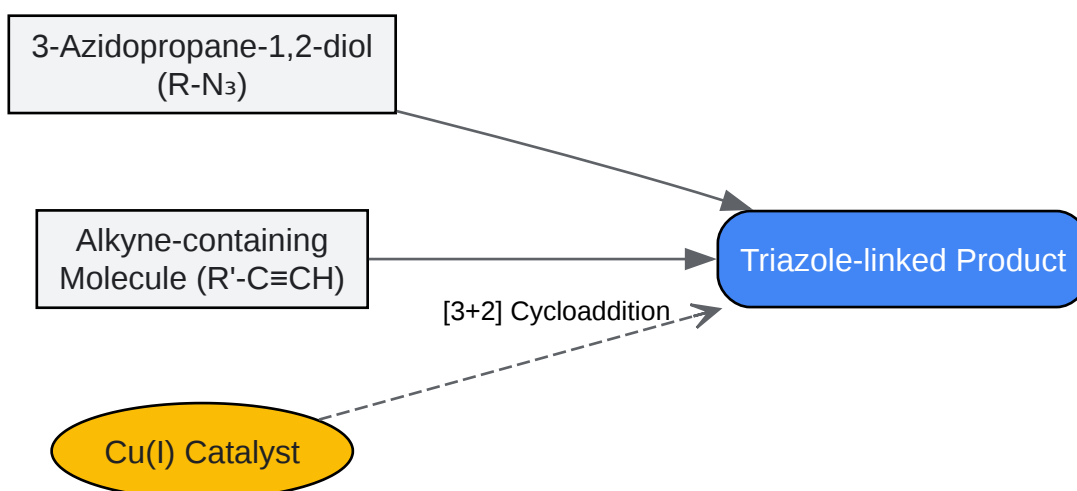 3-Azidopropane-1,2-diol
(R-N₃)
Alkyne-containing
Molecule (R'-C≡CH)
Triazole-linked Product
[3+2] Cycloaddition
Cu(I) Catalyst